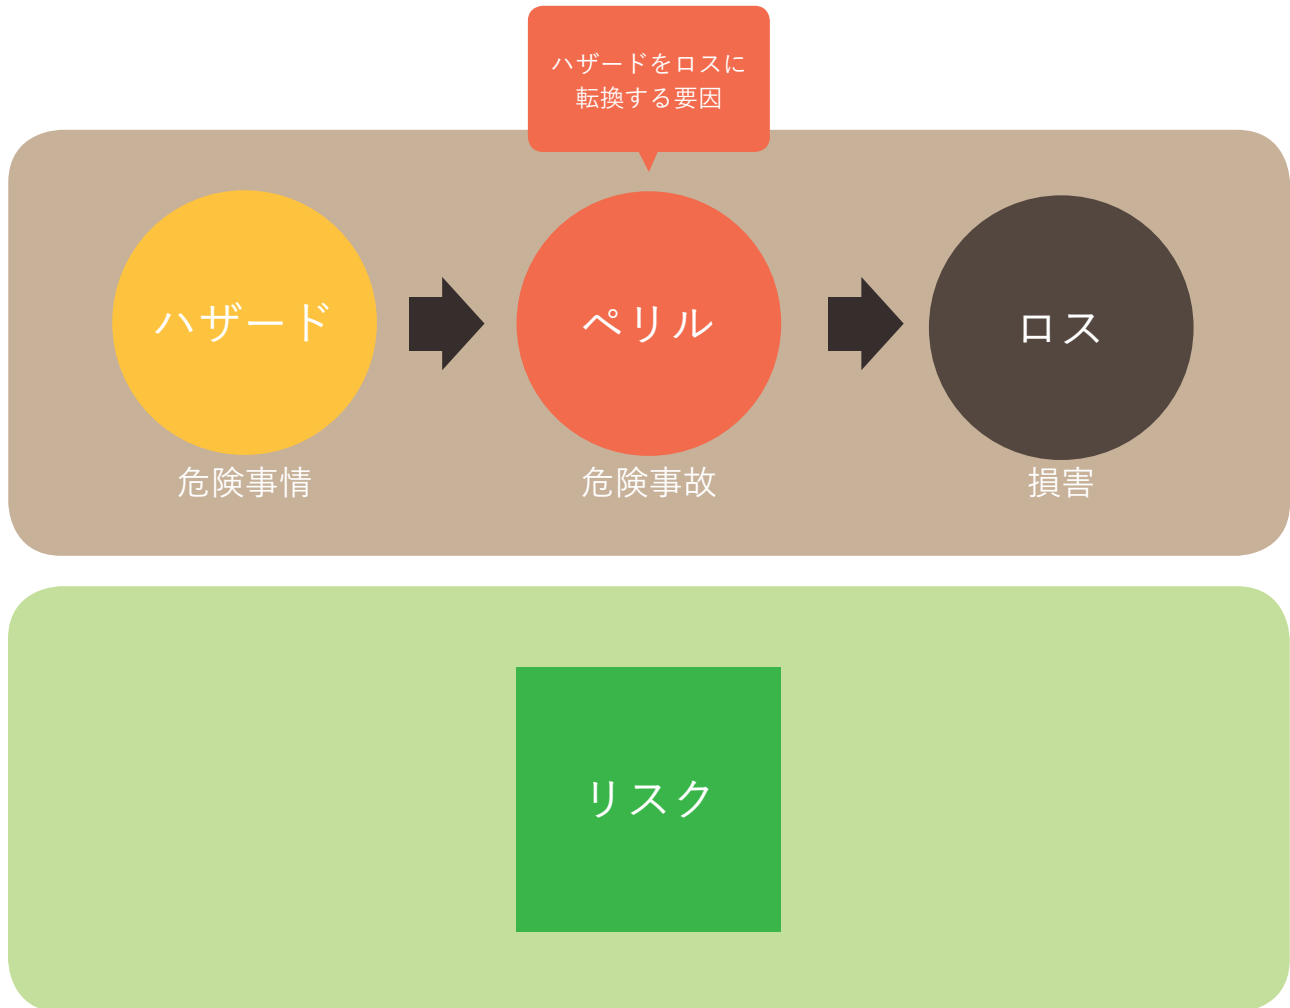 ハザードをロスに
転換する要因
ハザード
ペリル
ロス
危険事情
危険事故
損害
リスク